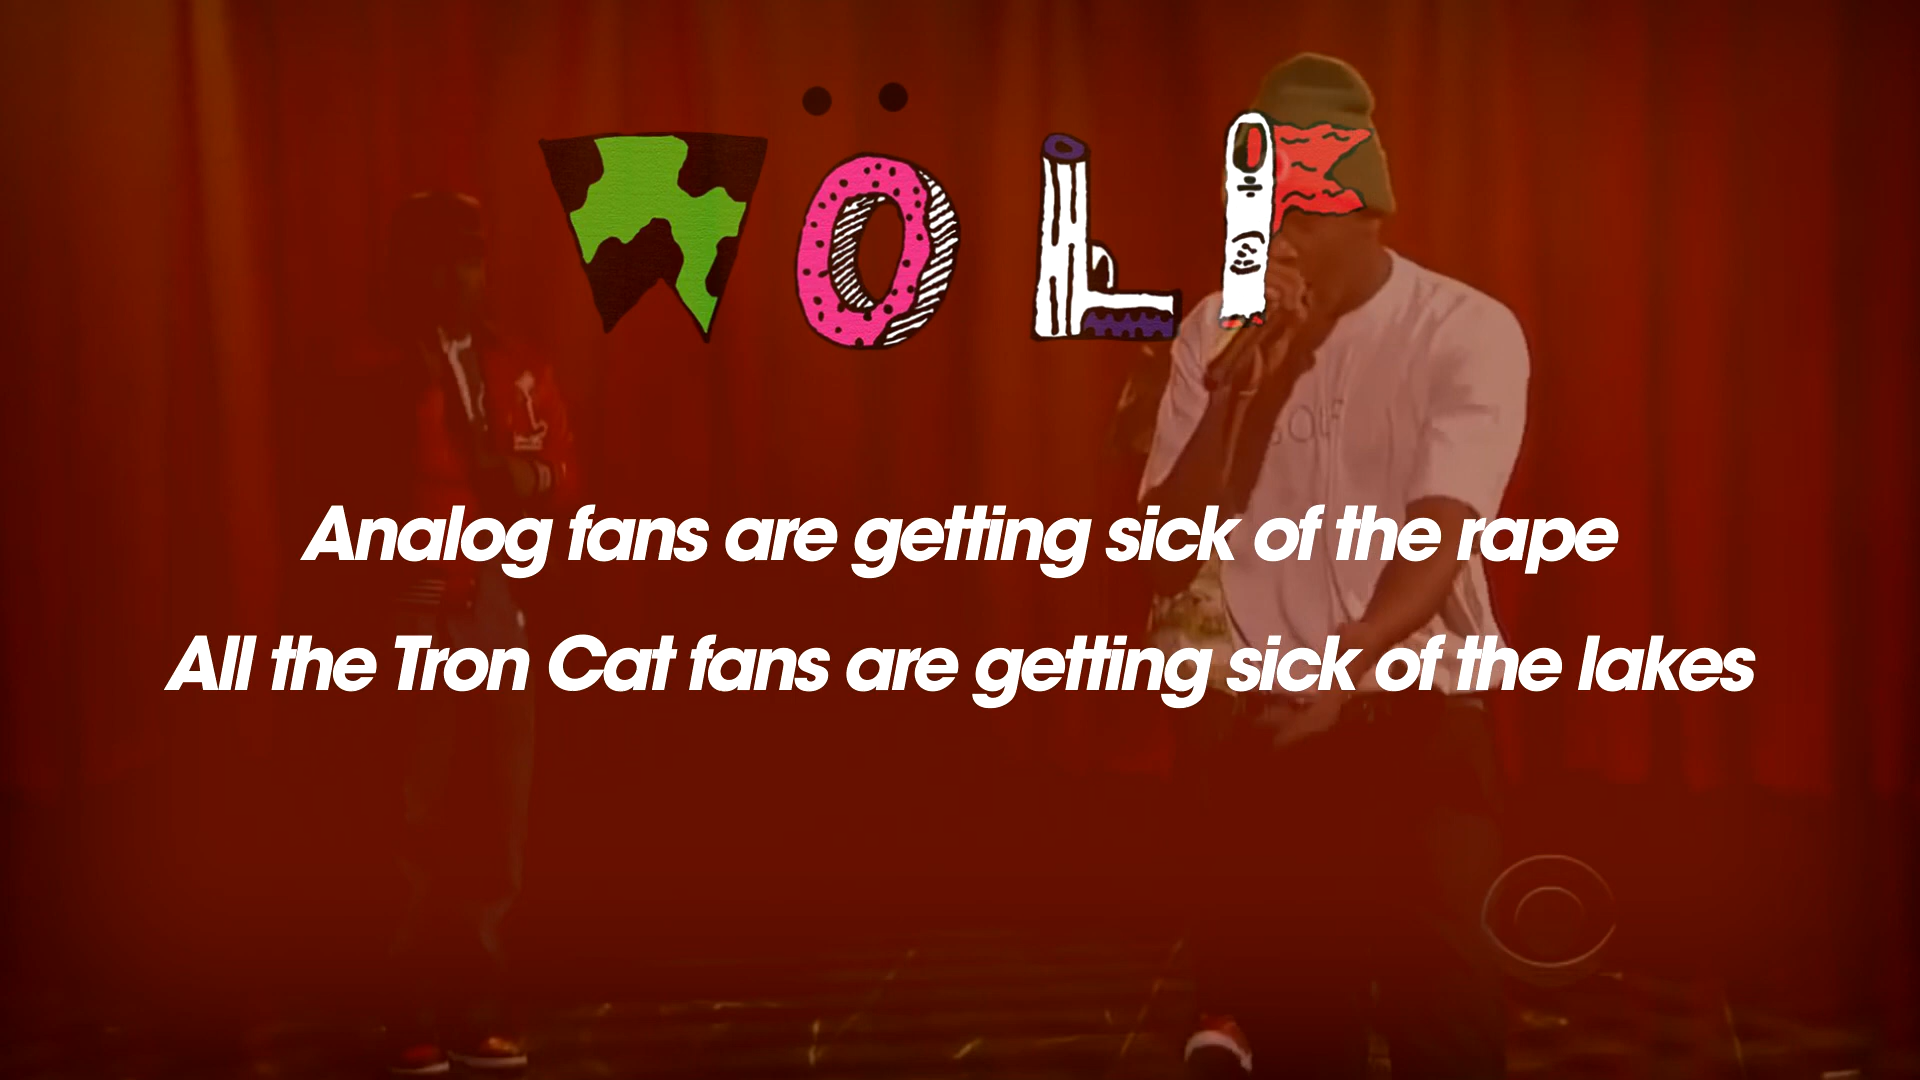 WÖLF
Analog fans are getting sick of the rape
All the Tron Cat fans are getting sick of the lakes